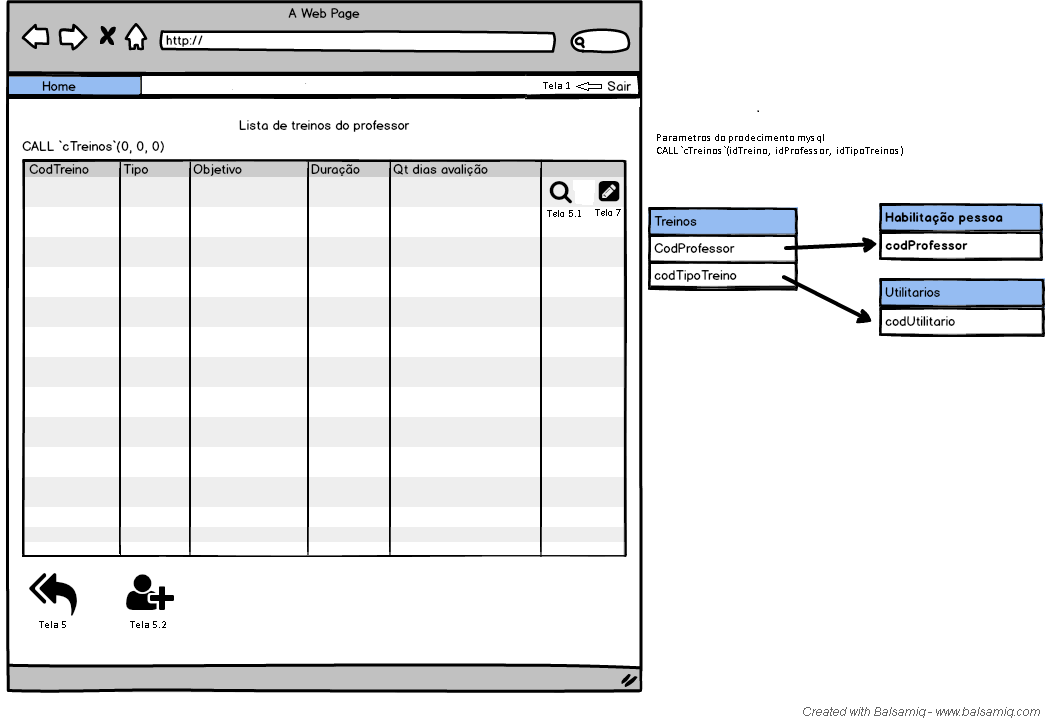 A Web Page
http://
Home
Tela 1
Sair
Lista de treinos do professor
CALL `cTreinos`(0, 0, 0)
CodTreino
Tipo
Objetivo
Duração
Qt dias avalição
Tela 5.1
Tela 7
Tela 5
Tela 5.2
Parametros do prodecimento mysql
CALL `cTreinos`(idTreino, idProfessor, idTipoTreinos)
Treinos
CodProfessor
codTipoTreino
Habilitação pessoa
codProfessor
Utilitarios
codUtilitario
Created with Balsamiq - www.balsamiq.com